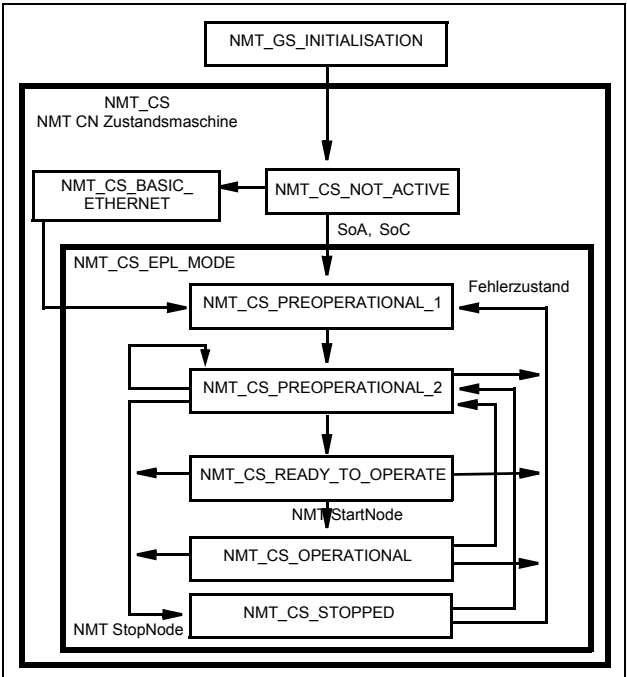 NMT_GS_INITIALISATION
NMT_CS
NMT CN Zustandsmaschine
NMT_CS_BASIC_
ETHERNET
NMT_CS_NOT_ACTIVE
SoA, SoC
NMT_CS_EPL_MODE
Fehlerzustand
NMT_CS_PREOPERATIONAL_1
NMT_CS_PREOPERATIONAL_2
NMT_CS_READY_TO_OPERATE
NMT StartNode
NMT_CS_OPERATIONAL
NMT_CS_STOPPED
NMT StopNode